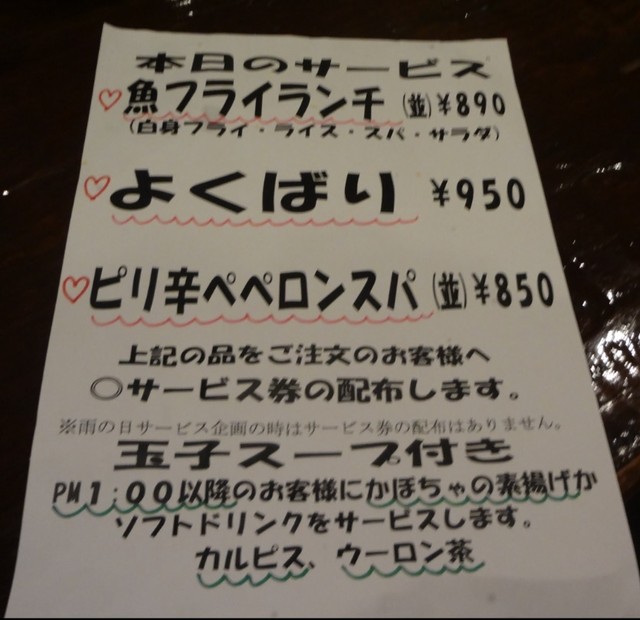 本日のサービス
♡魚フライランチ ㈱¥890
(白身フライ・ライス・スパ・サラダ)
♡よくばり ¥950
♡ピリ辛ペペロンスパ (並)¥850
上記の品をご注文のお客様へ
○サービス券の配布します。
※雨の日サービス企画の時はサービス券の配布はありません。
玉子スープ付き
PM1:00以降のお客様にかぼちゃの素揚げか
ソフトドリンクをサービスします。
カルピス、ウーロン茶